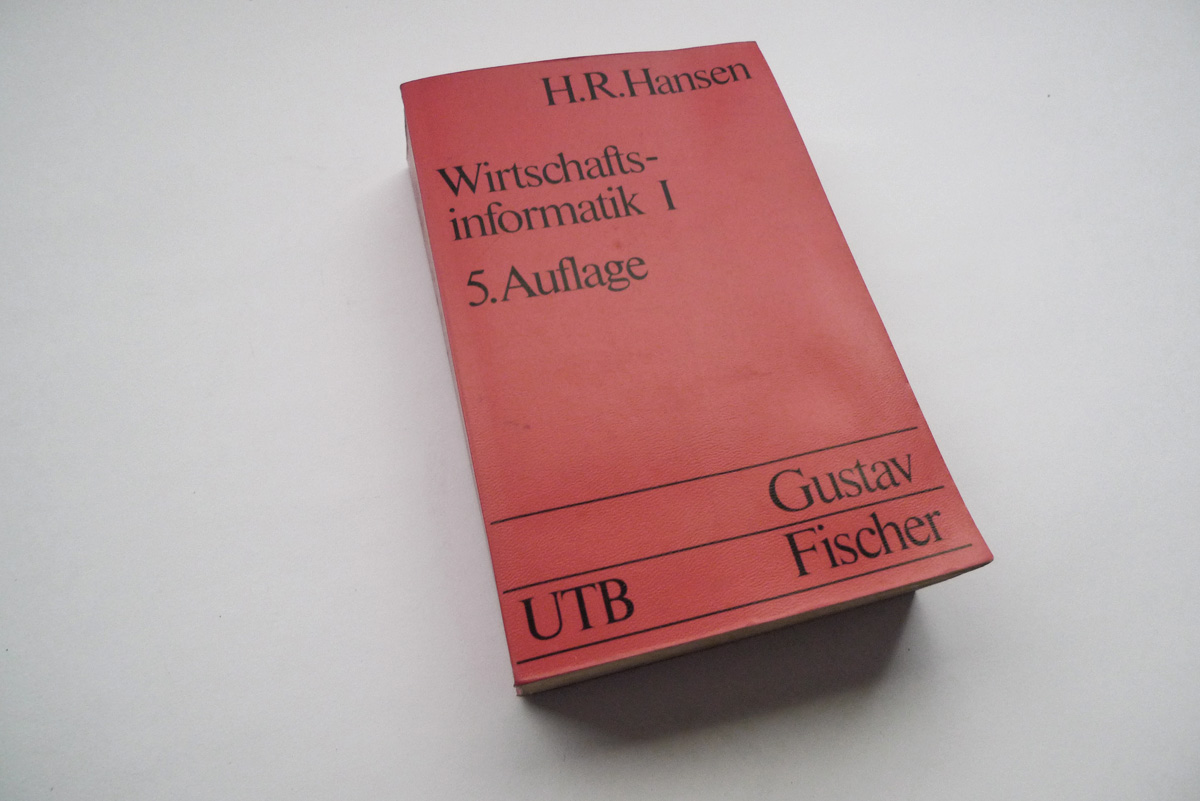 H.R.Hansen
Wirtschafts-
informatik I
5. Auflage
Gustav
Fischer
UTB